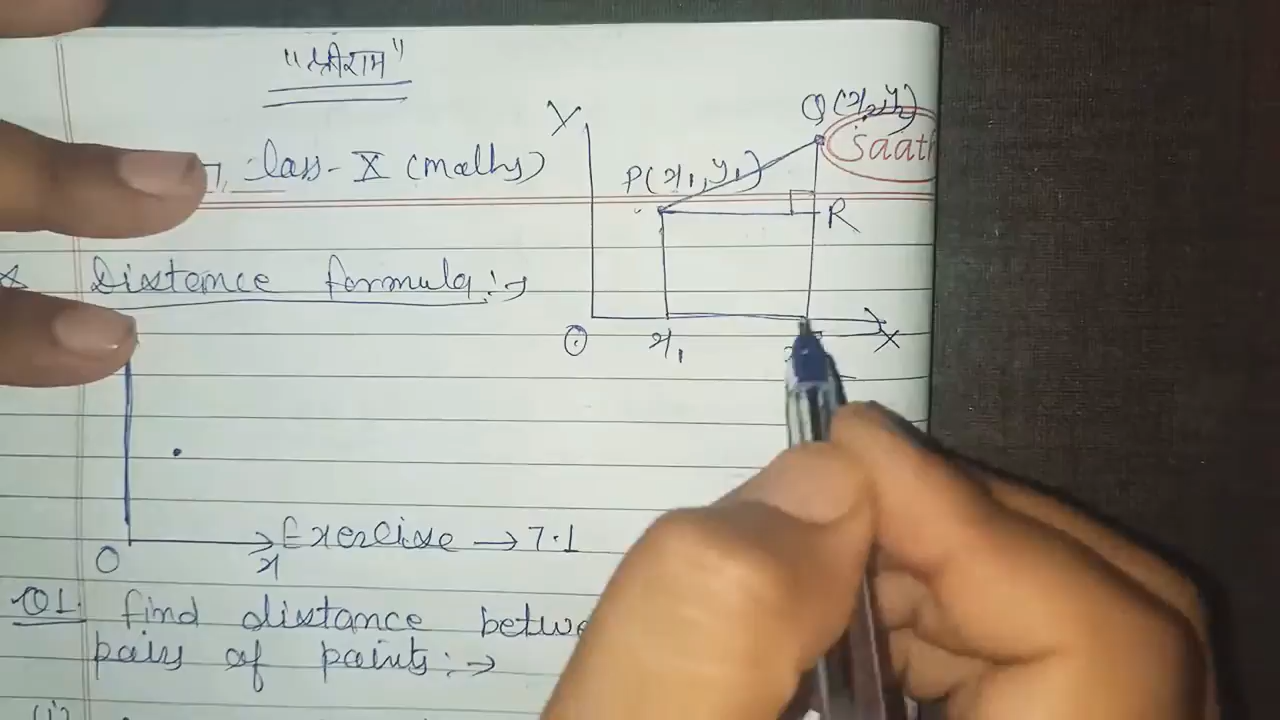 "श्रीराम"
Class - X (maths)
Distance formula :→
Y
Q(x₂, y₂)
Saath
P(x₁, y₁)
R
O
x₁
X
O
x
Exercise → 7.1
Q1. find distance betwe
pairs of points :→
(i)